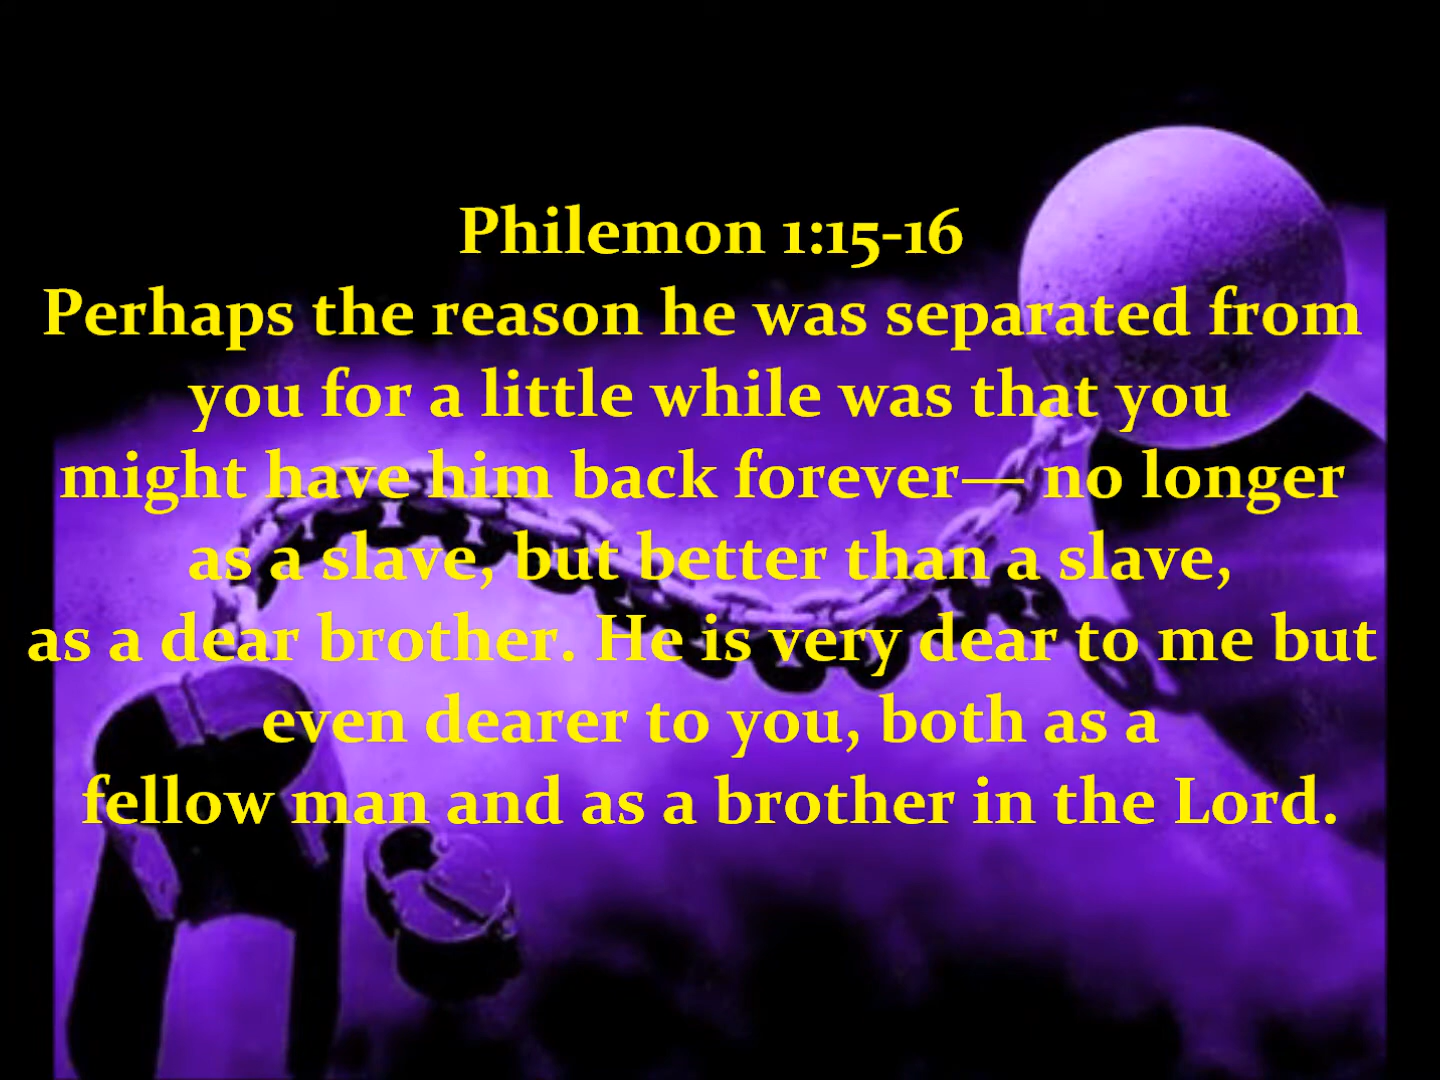 Philemon 1:15-16
Perhaps the reason he was separated from
you for a little while was that you
might have him back forever— no longer
as a slave, but better than a slave,
as a dear brother. He is very dear to me but
even dearer to you, both as a
fellow man and as a brother in the Lord.